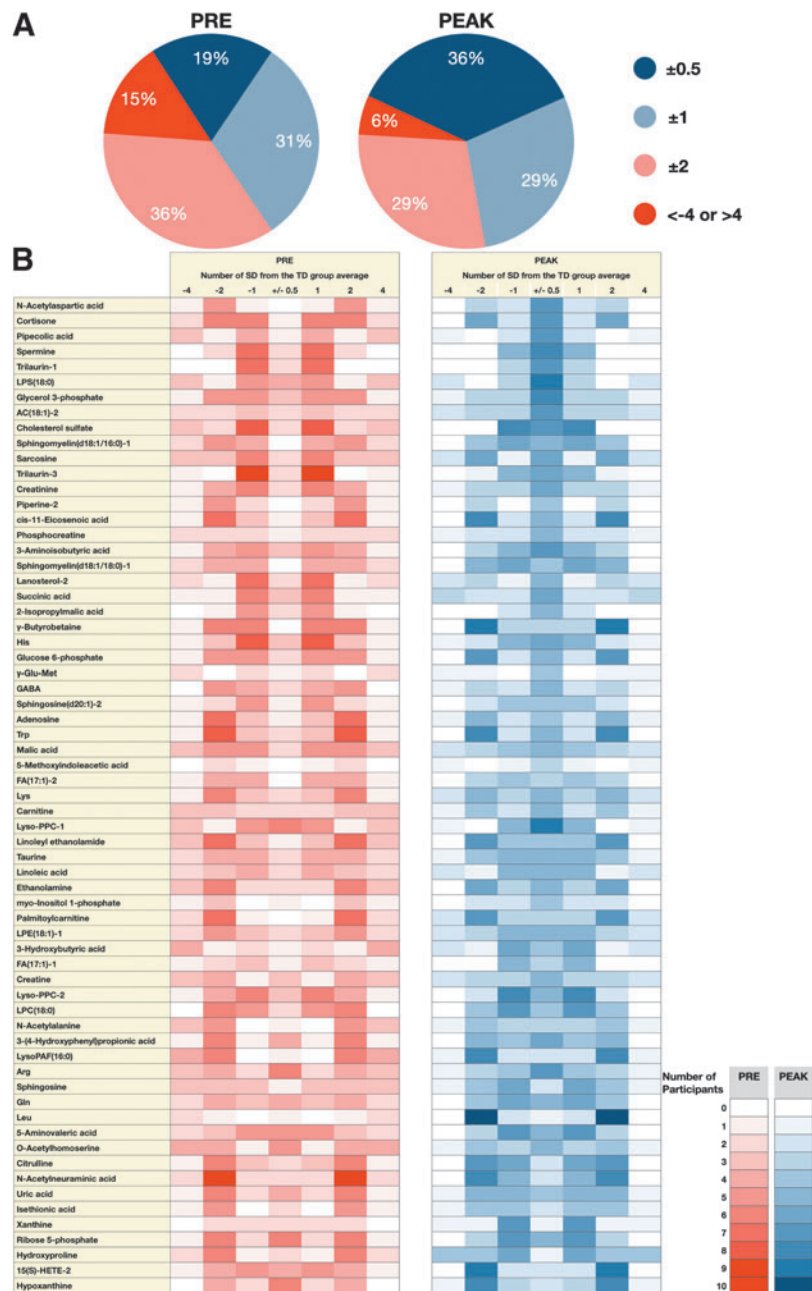 A
PRE
PEAK
19%
31%
36%
15%
36%
29%
29%
6%
±0.5
±1
±2
<-4 or >4
B
PRE
Number of SD from the TD group average
-4 -2 -1 +/- 0.5 1 2 4
PEAK
Number of SD from the TD group average
-4 -2 -1 +/- 0.5 1 2 4
N-Acetylaspartic acid
Cortisone
Pipecolic acid
Spermine
Trilaurin-1
LPS(18:0)
Glycerol 3-phosphate
AC(18:1)-2
Cholesterol sulfate
Sphingomyelin(d18:1/16:0)-1
Sarcosine
Trilaurin-3
Creatinine
Piperine-2
cis-11-Eicosenoic acid
Phosphocreatine
3-Aminoisobutyric acid
Sphingomyelin(d18:1/18:0)-1
Lanosterol-2
Succinic acid
2-Isopropylmalic acid
γ-Butyrobetaine
His
Glucose 6-phosphate
γ-Glu-Met
GABA
Sphingosine(d20:1)-2
Adenosine
Trp
Malic acid
5-Methoxyindoleacetic acid
FA(17:1)-2
Lys
Carnitine
Lyso-PPC-1
Linoleyl ethanolamide
Taurine
Linoleic acid
Ethanolamine
myo-Inositol 1-phosphate
Palmitoylcarnitine
LPE(18:1)-1
3-Hydroxybutyric acid
FA(17:1)-1
Creatine
Lyso-PPC-2
LPC(18:0)
N-Acetylalanine
3-(4-Hydroxyphenyl)propionic acid
LysoPAF(16:0)
Arg
Sphingosine
Gln
Leu
5-Aminovaleric acid
O-Acetylhomoserine
Citrulline
N-Acetylneuraminic acid
Uric acid
Isethionic acid
Xanthine
Ribose 5-phosphate
Hydroxyproline
15(S)-HETE-2
Hypoxanthine
Number of Participants
PRE
PEAK
0
1
2
3
4
5
6
7
8
9
10